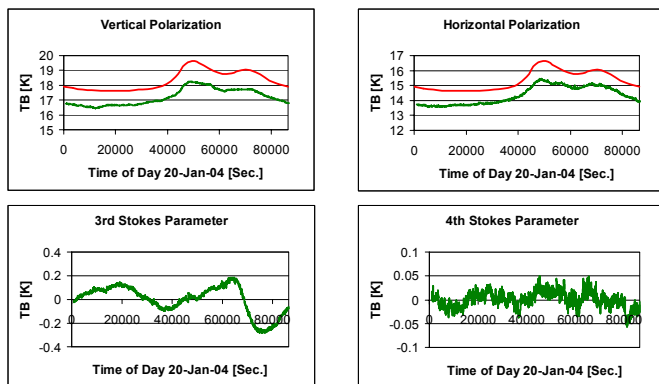 Vertical Polarization
20
19
18
17
16
15
TB [K]
0 20000 40000 60000 80000
Time of Day 20-Jan-04 [Sec.]
Horizontal Polarization
17
16
15
14
13
12
TB [K]
0 20000 40000 60000 80000
Time of Day 20-Jan-04 [Sec.]
3rd Stokes Parameter
0.4
0.2
0
-0.2
-0.4
TB [K]
0 20000 40000 60000 80000
Time of Day 20-Jan-04 [Sec.]
4th Stokes Parameter
0.1
0.05
0
-0.05
-0.1
TB [K]
0 20000 40000 60000 80000
Time of Day 20-Jan-04 [Sec.]